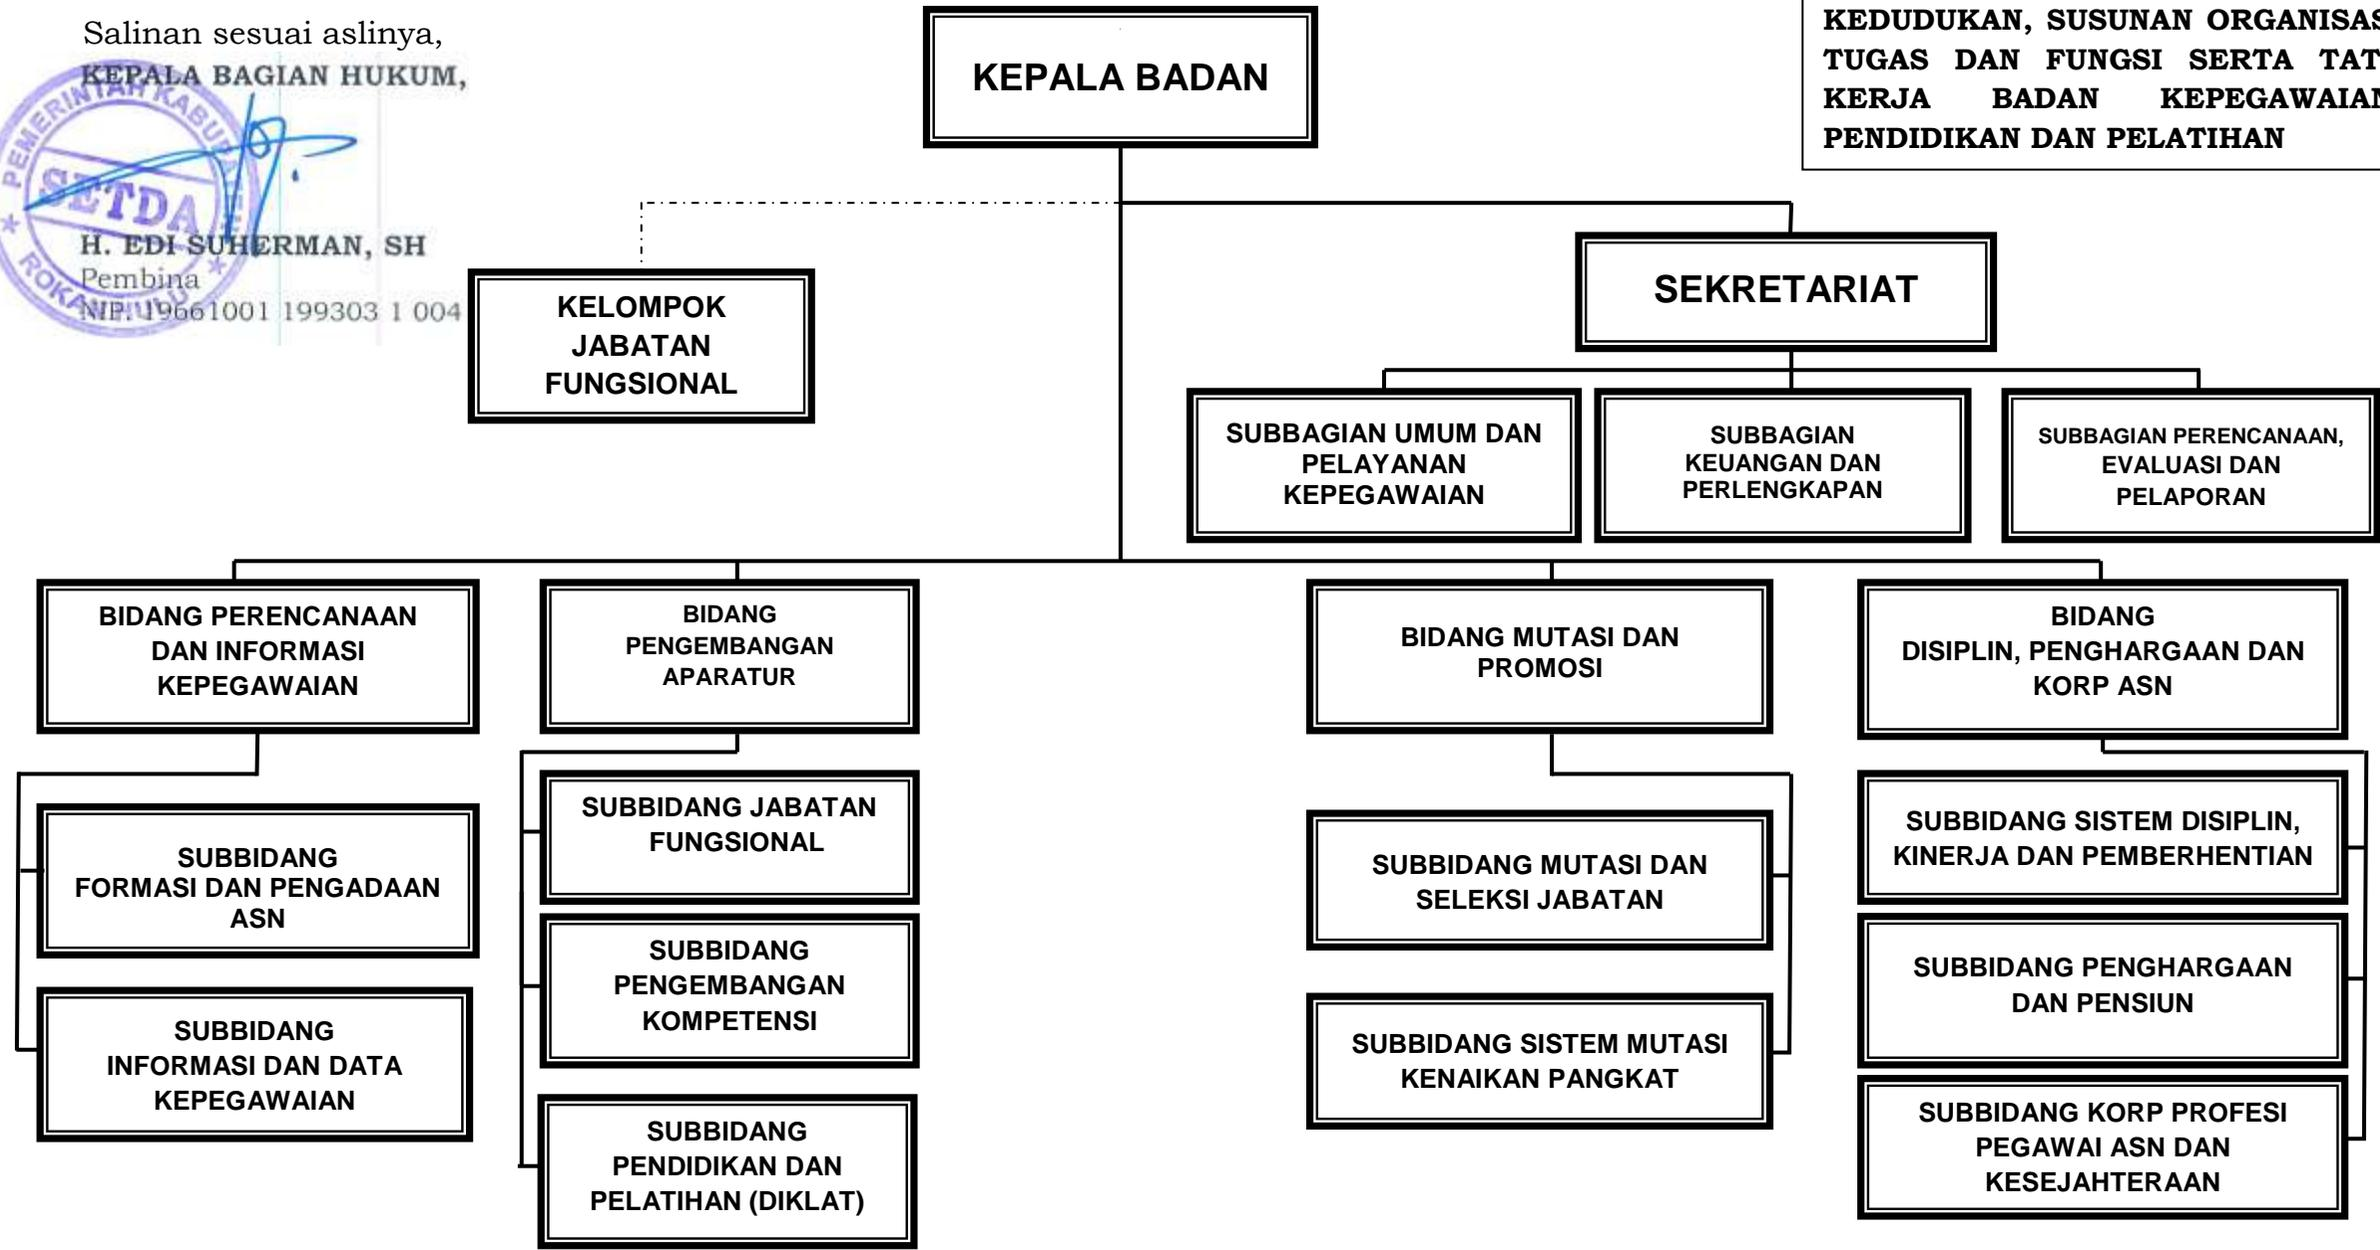 Salinan sesuai aslinya,
KEPALA BAGIAN HUKUM,
PEMERINTAH KABUPATEN
SETDA
ROKAN HULU
H. EDI SUHERMAN, SH
Pembina
NIP. 19661001 199303 1 004
KEPALA BADAN
KEDUDUKAN, SUSUNAN ORGANISAS
TUGAS DAN FUNGSI SERTA TAT
KERJA BADAN KEPEGAWAIAN
PENDIDIKAN DAN PELATIHAN
KELOMPOK
JABATAN
FUNGSIONAL
SEKRETARIAT
SUBBAGIAN UMUM DAN
PELAYANAN
KEPEGAWAIAN
SUBBAGIAN
KEUANGAN DAN
PERLENGKAPAN
SUBBAGIAN PERENCANAAN,
EVALUASI DAN
PELAPORAN
BIDANG PERENCANAAN
DAN INFORMASI
KEPEGAWAIAN
BIDANG
PENGEMBANGAN
APARATUR
BIDANG MUTASI DAN
PROMOSI
BIDANG
DISIPLIN, PENGHARGAAN DAN
KORP ASN
SUBBIDANG
FORMASI DAN PENGADAAN
ASN
SUBBIDANG
INFORMASI DAN DATA
KEPEGAWAIAN
SUBBIDANG JABATAN
FUNGSIONAL
SUBBIDANG
PENGEMBANGAN
KOMPETENSI
SUBBIDANG
PENDIDIKAN DAN
PELATIHAN (DIKLAT)
SUBBIDANG MUTASI DAN
SELEKSI JABATAN
SUBBIDANG SISTEM MUTASI
KENAIKAN PANGKAT
SUBBIDANG SISTEM DISIPLIN,
KINERJA DAN PEMBERHENTIAN
SUBBIDANG PENGHARGAAN
DAN PENSIUN
SUBBIDANG KORP PROFESI
PEGAWAI ASN DAN
KESEJAHTERAAN